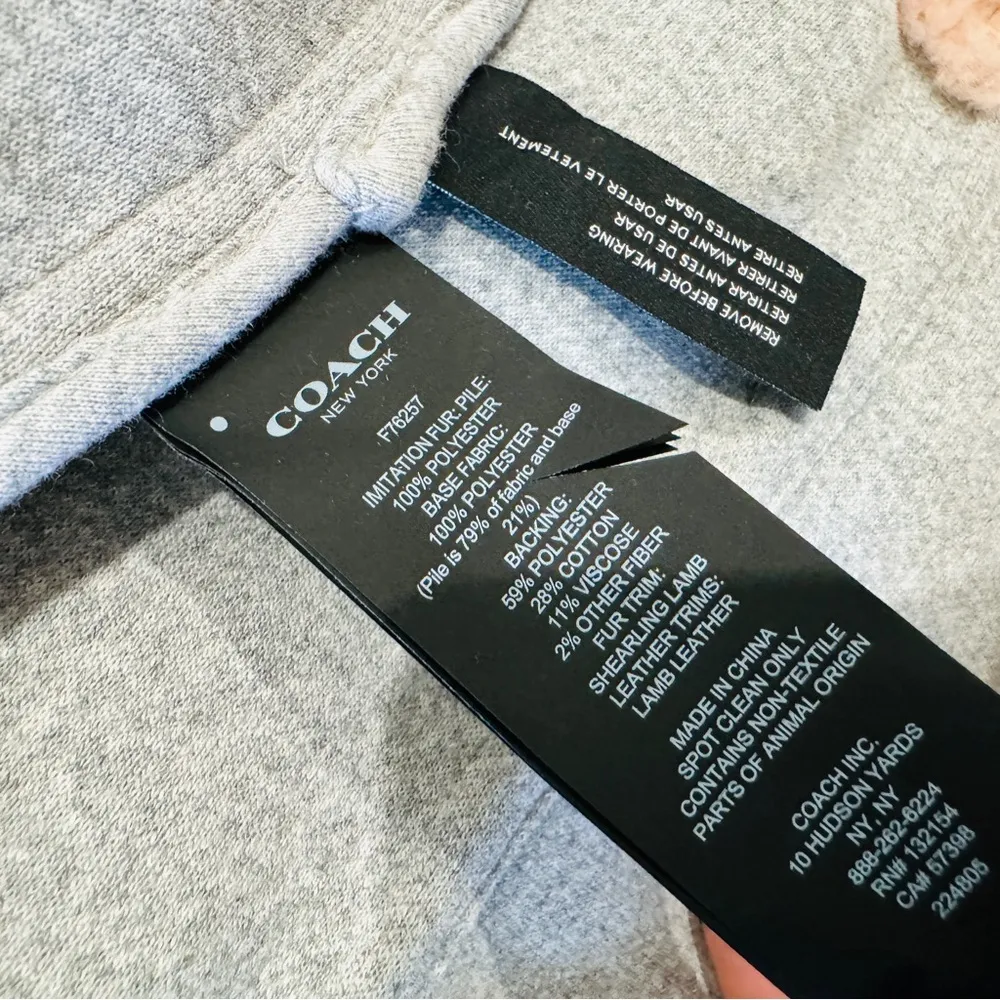 COACH
NEW YORK
F76257
IMITATION FUR: PILE:
100% POLYESTER
BASE FABRIC:
100% POLYESTER
(Pile is 79% of fabric and base
21%)
BACKING:
59% POLYESTER
28% COTTON
11% VISCOSE
2% OTHER FIBER
FUR TRIM:
SHEARLING LAMB
LEATHER TRIMS:
LAMB LEATHER
MADE IN CHINA
SPOT CLEAN ONLY
CONTAINS NON-TEXTILE
PARTS OF ANIMAL ORIGIN
COACH INC.
10 HUDSON YARDS
NY, NY
888-262-6224
RN# 132154
CA# 57398
224805
REMOVE BEFORE WEARING
RETIRAR ANTES DE USAR
RETIRER AVANT DE PORTER LE VETEMENT
RETIRE ANTES USAR